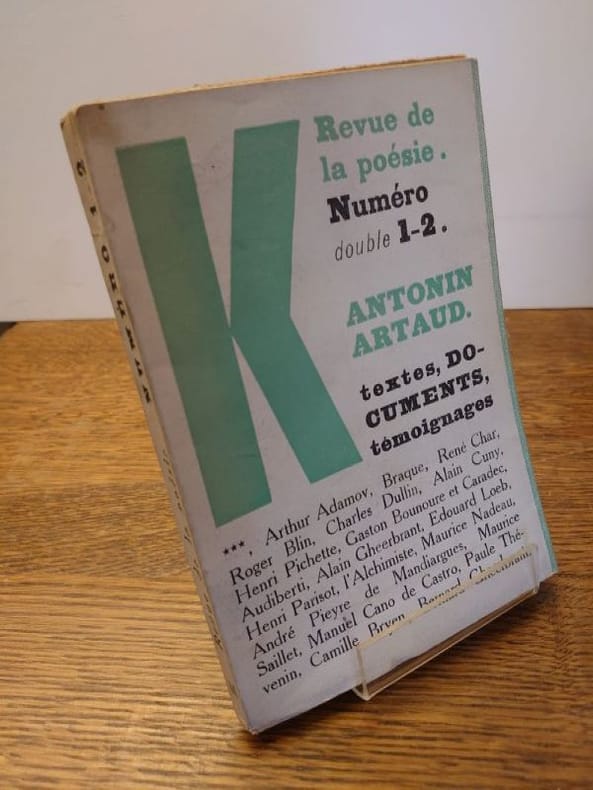 K
Revue de
la poésie.
Numéro
double 1-2.
ANTONIN
ARTAUD.
textes, DO-
CUMENTS,
témoignages
***, Arthur Adamov, Braque, René Char,
Roger Blin, Charles Dullin, Alain Cuny,
Henri Pichette, Gaston Bounoure et Caradec,
Audiberti, Alain Gheerbrant, Edouard Loeb,
Henri Parisot, l'Alchimiste, Maurice Nadeau,
André Pieyre de Mandiargues, Maurice
Saillet, Manuel Cano de Castro, Paule Thé-
venin, Camille Bryen, Bernard